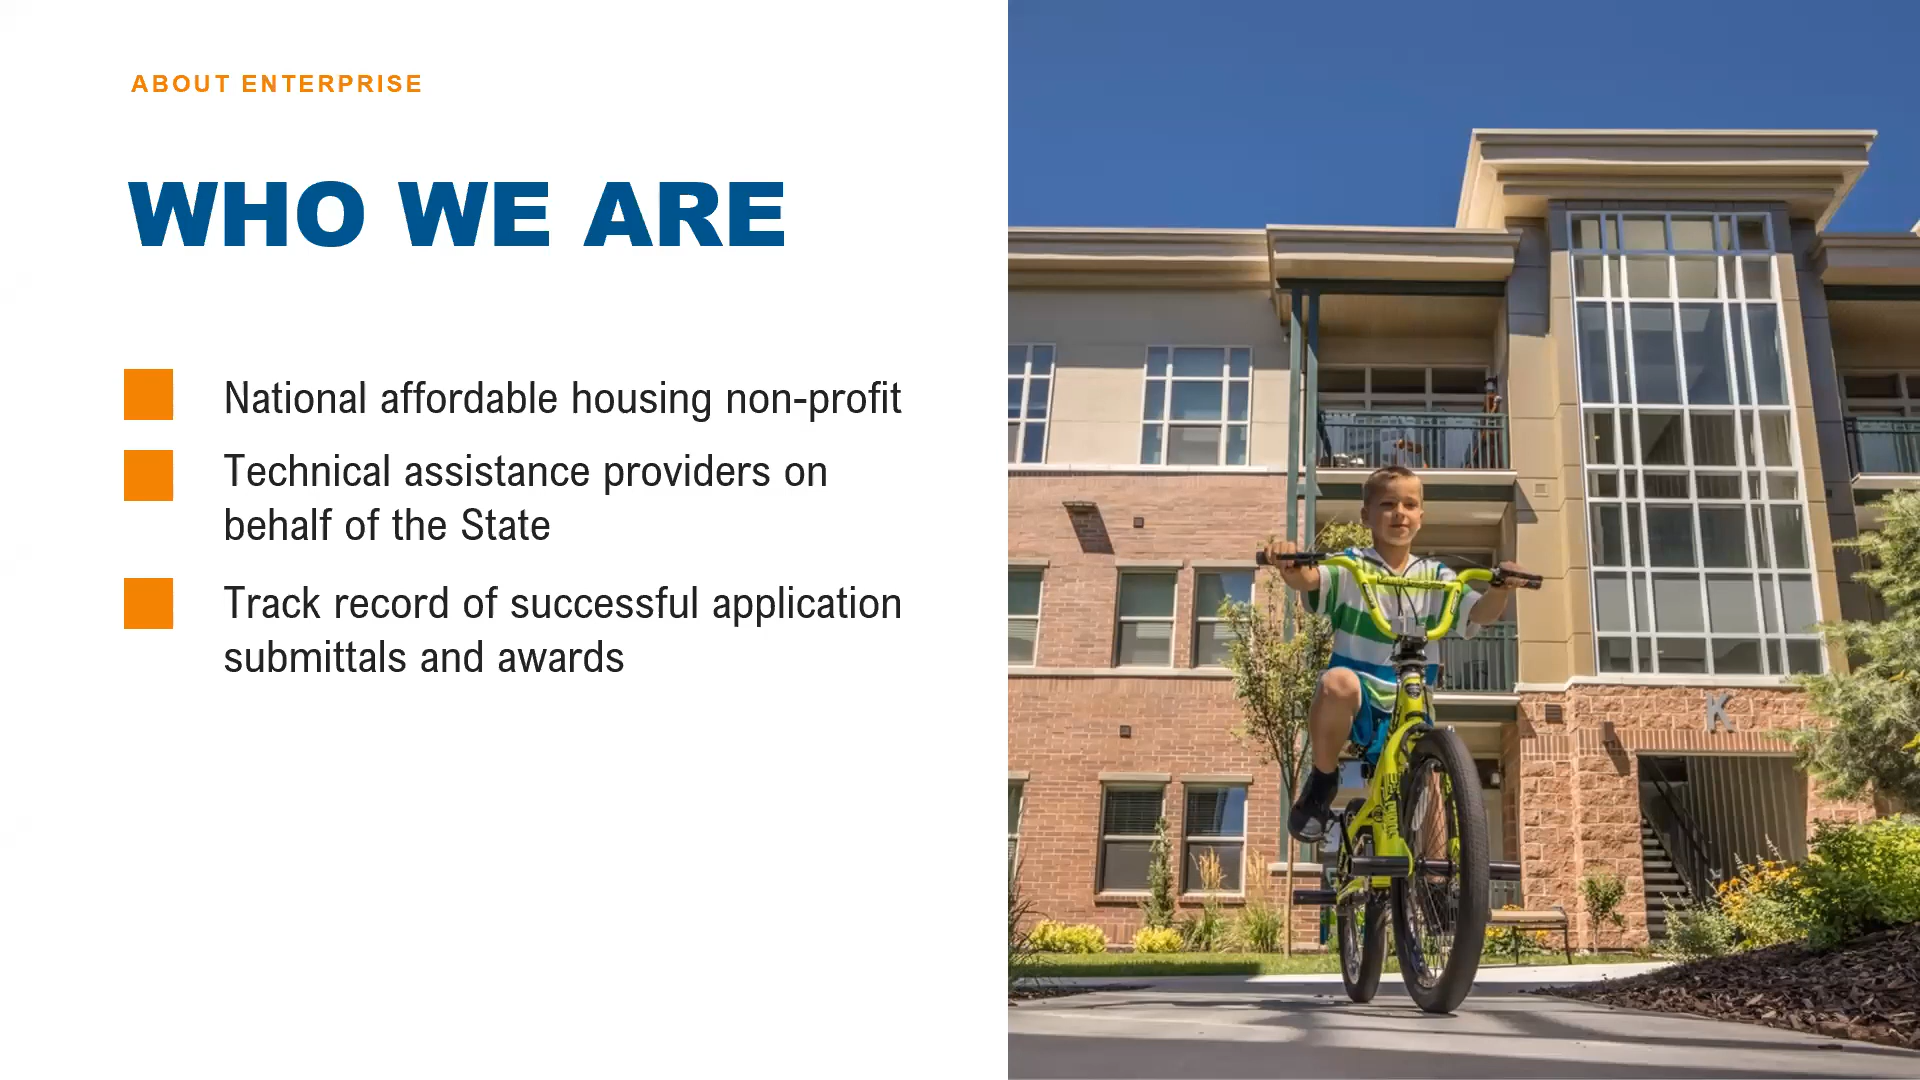 ABOUT ENTERPRISE
WHO WE ARE
National affordable housing non-profit
Technical assistance providers on
behalf of the State
Track record of successful application
submittals and awards
K